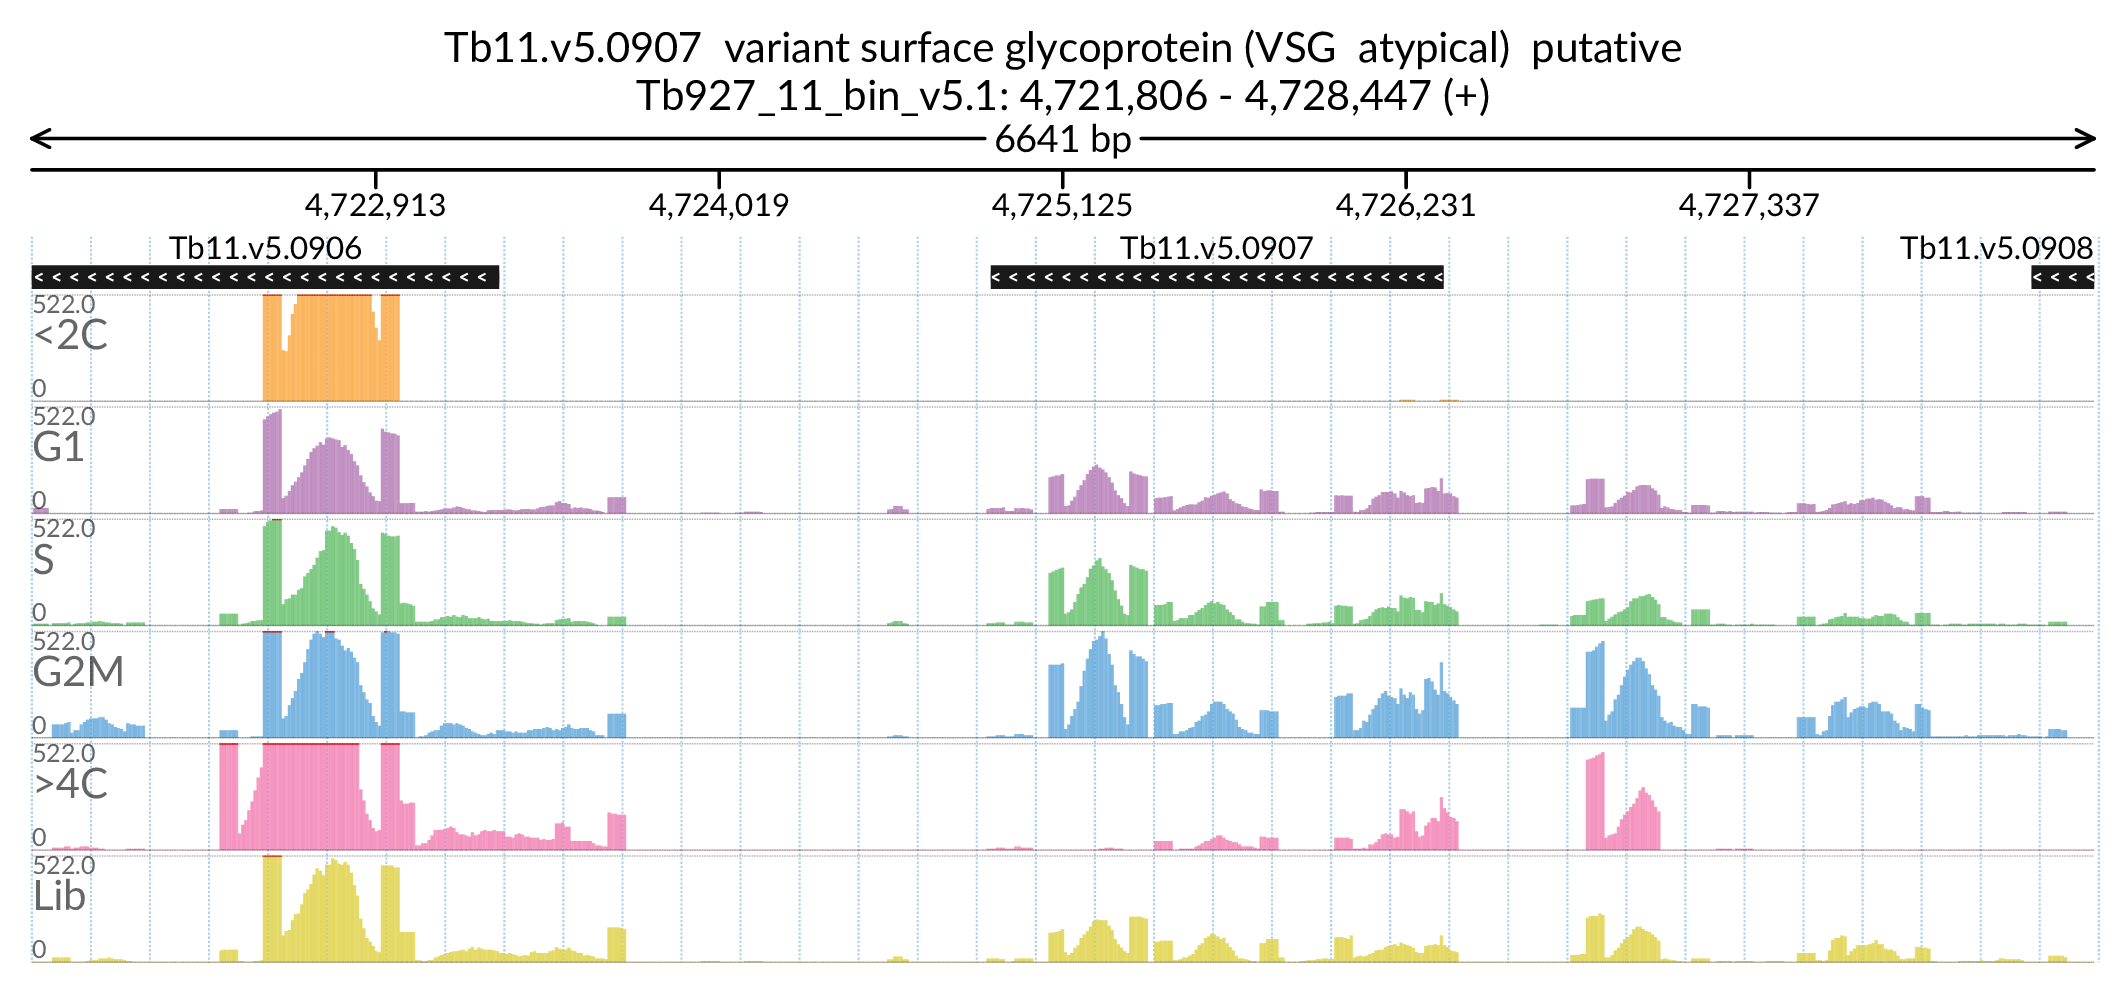 Tb11.v5.0907 variant surface glycoprotein (VSG atypical) putative
Tb927_11_bin_v5.1: 4,721,806 - 4,728,447 (+)
6641 bp
4,722,913 4,724,019 4,725,125 4,726,231 4,727,337
Tb11.v5.0906 Tb11.v5.0907 Tb11.v5.0908
522.0
<2C
0
522.0
G1
0
522.0
S
0
522.0
G2M
0
522.0
>4C
0
522.0
Lib
0